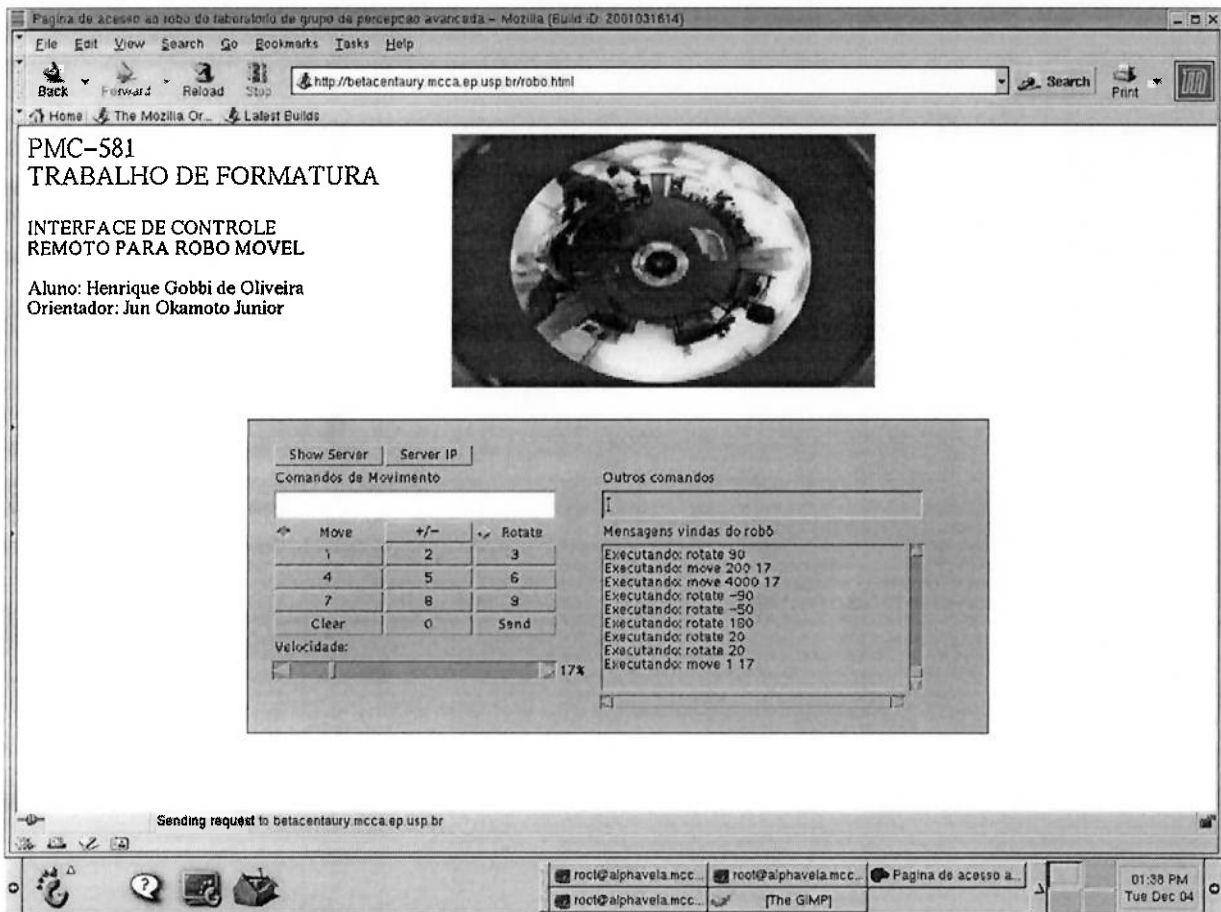 Pagina de acesso ao robo do laboratorio de grupo de percepcao avancada - Mozilla {Build ID: 2001031614}
File Edit View Search Go Bookmarks Tasks Help
Back Forward Reload Stop http://betacentaury.mcca.ep.usp.br/robo.html Search Print
Home The Mozilla Or... Latest Builds
PMC-581
TRABALHO DE FORMATURA
INTERFACE DE CONTROLE
REMOTO PARA ROBO MOVEL
Aluno: Henrique Gobbi de Oliveira
Orientador: Jun Okamoto Junior
Show Server Server IP
Comandos de Movimento
Move +/- Rotate
1 2 3
4 5 6
7 8 9
Clear 0 Send
Velocidade:
17%
Outros comandos
Mensagens vindas do robô
Executando: rotate 90
Executando: move 200 17
Executando: move 4000 17
Executando: rotate -90
Executando: rotate -50
Executando: rotate 180
Executando: rotate 20
Executando: rotate 20
Executando: move 1 17
Sending request to betacentaury.mcca.ep.usp.br
root@alphavela.mcc... root@alphavela.mcc... Pagina de acesso a...
root@alphavela.mcc... [The GIMP]
01:38 PM
Tue Dec 04